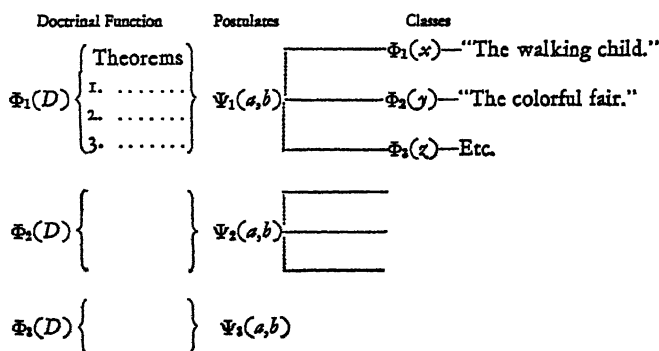 Doctrinal Function Postulates Classes
Φ₁(x)—“The walking child.”
Theorems
1. .......
Φ₁(D) Ψ₁(a,b) Φ₂(y)—“The colorful fair.”
2. .......
3. ....... Φ₃(z)—Etc.
Φ₂(D) Ψ₂(a,b)
Φ₃(D) Ψ₃(a,b)